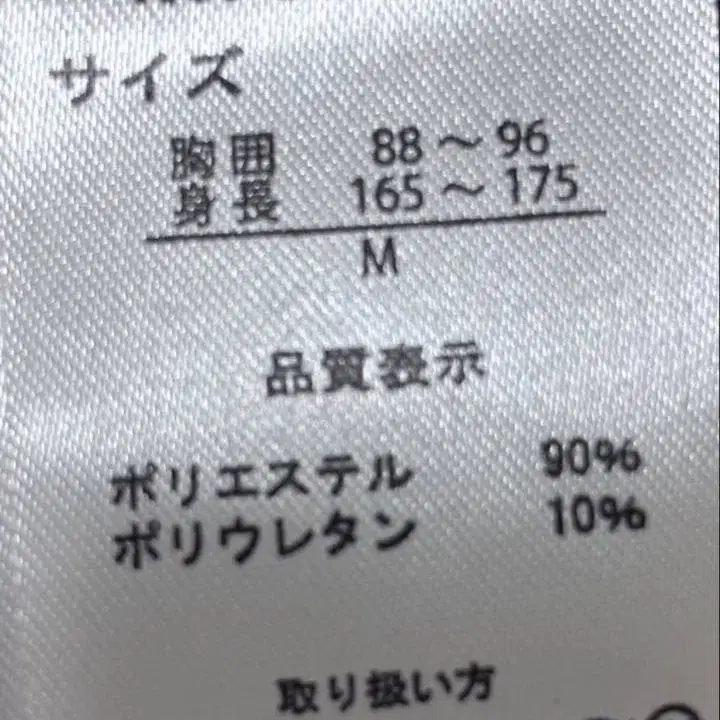 サイズ
胸囲 88～96
身長 165～175
M
品質表示
ポリエステル 90%
ポリウレタン 10%
取り扱い方